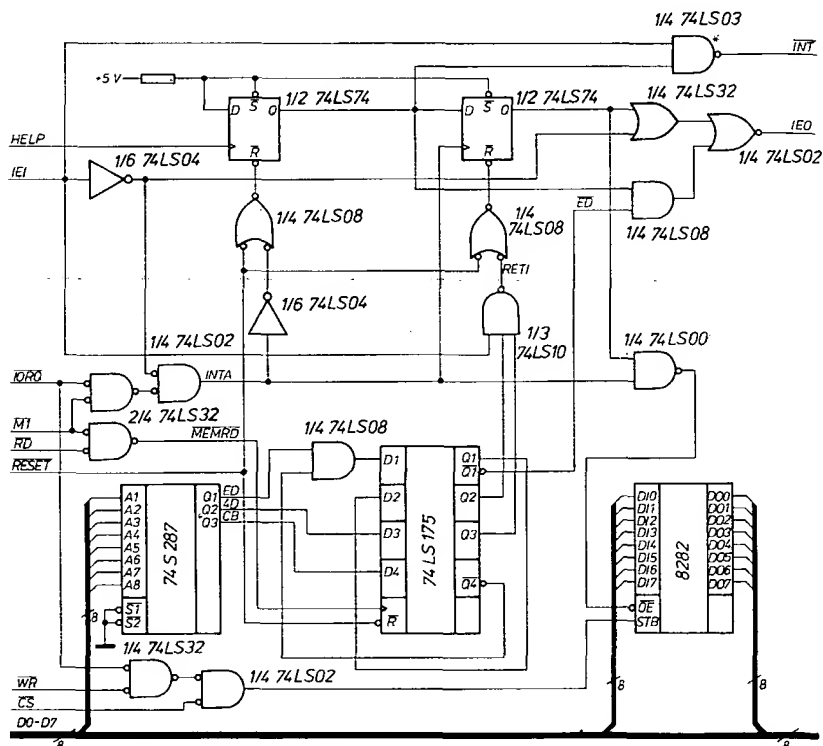 1/4 74LS03
*
INT
+5 V
D S Q
1/2 74LS74
R
D S Q
1/2 74LS74
R
1/4 74LS32
IEO
1/4 74LS02
HELP
IEI
1/6 74LS04
1/4 74LS08
1/4 74LS08
ED
1/4 74LS08
RETI
1/6 74LS04
1/3 74LS10
1/4 74LS02
1/4 74LS00
IORQ
INTA
M1
2/4 74LS32
RD
MEMRD
RESET
1/4 74LS08
A1
A2
A3
A4
A5
A6
A7
A8
S1
S2
74 S 287
Q1 ED
Q2 4D
Q3 CB
D1
D2
D3
D4
R
74 LS 175
Q1
Q1
Q2
Q3
Q4
DI0
DI1
DI2
DI3
DI4
DI5
DI6
DI7
OE
STB
8282
DO0
DO1
DO2
DO3
DO4
DO5
DO6
DO7
8
1/4 74LS32
1/4 74LS02
WR
CS
D0-D7
8
8
8
8